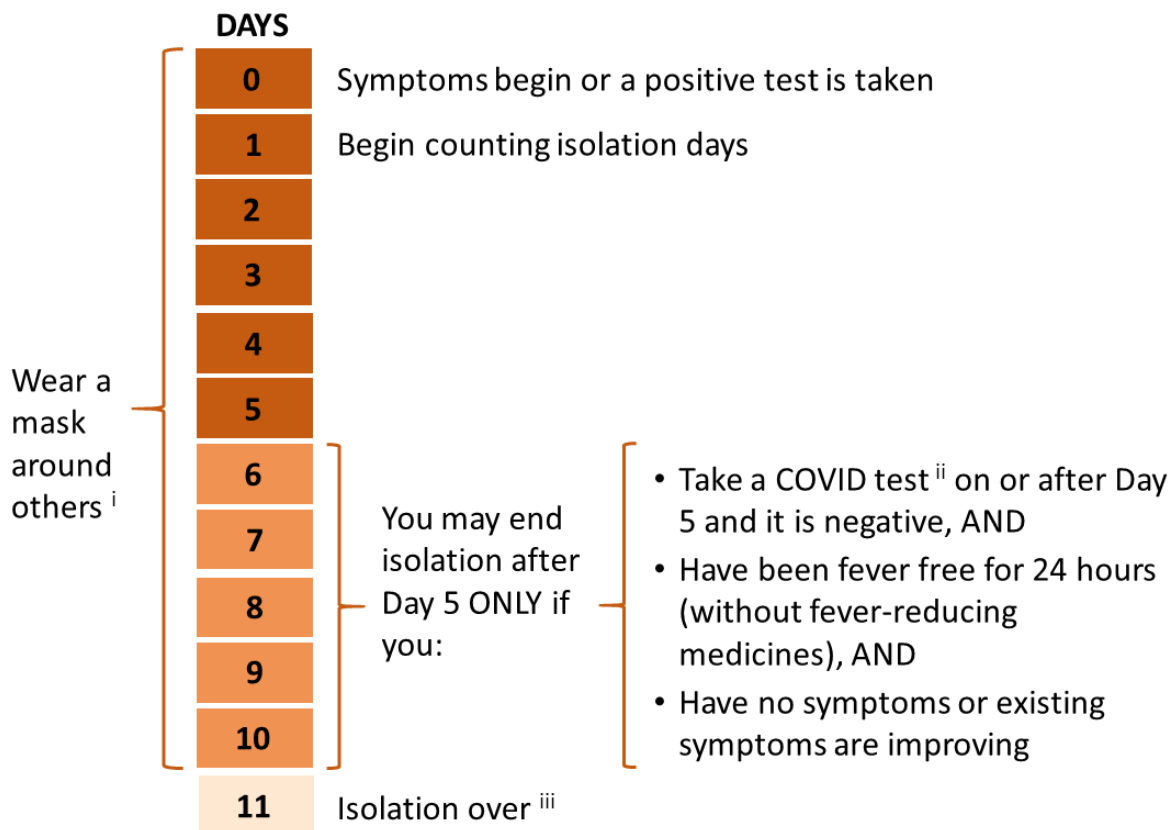 DAYS
0 Symptoms begin or a positive test is taken
1 Begin counting isolation days
2
3
4
5
6
7
8
9
10
11 Isolation over iii
Wear a
mask
around
others i
You may end
isolation after
Day 5 ONLY if
you:
• Take a COVID test ii on or after Day
5 and it is negative, AND
• Have been fever free for 24 hours
(without fever-reducing
medicines), AND
• Have no symptoms or existing
symptoms are improving